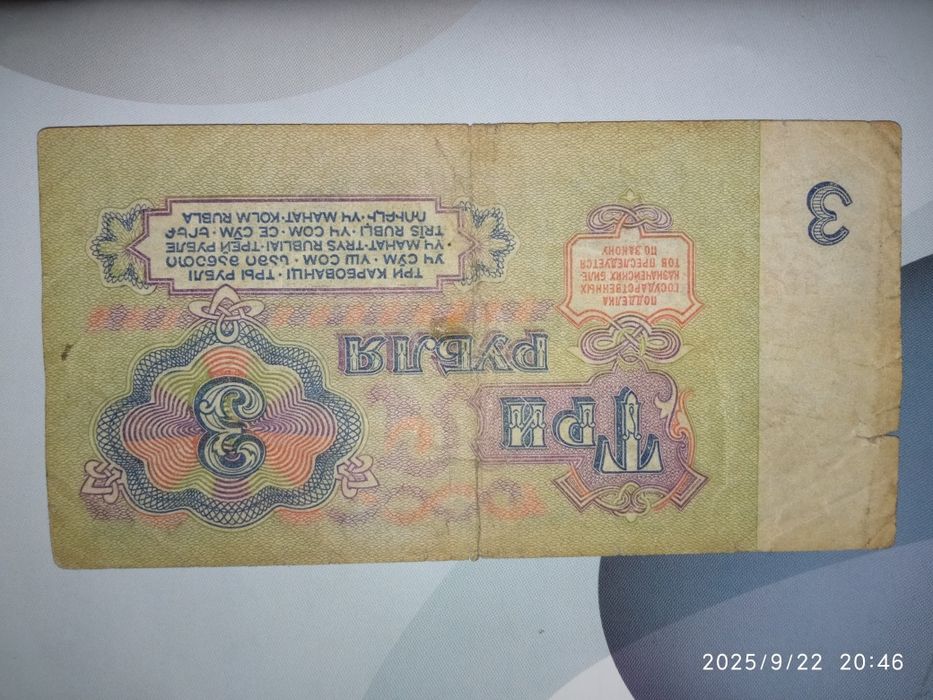 ТРИ
РУБЛЯ
3
ПОДДЕЛКА
ГОСУДАРСТВЕННЫХ
КАЗНАЧЕЙСКИХ БИЛЕ-
ТОВ ПРЕСЛЕДУЕТСЯ
ПО ЗАКОНУ
ТРИ КАРБОВАНЦІ · ТРЫ РУБЛІ
УЧ СЎМ · ҮШ СОМ · სამი მანეთი
ҮЧ МАНАТ · TRYS RUBLIAI · ТРЕЙ РУБЛЕ
TRĪS RUBĻI · ҮЧ СОМ · СЕ СӮМ · ԵՐԵՔ
ՌՈՒԲԼԻ · ҮЧ МАНАТ · KOLM RUBLA
3
2025/9/22 20:46